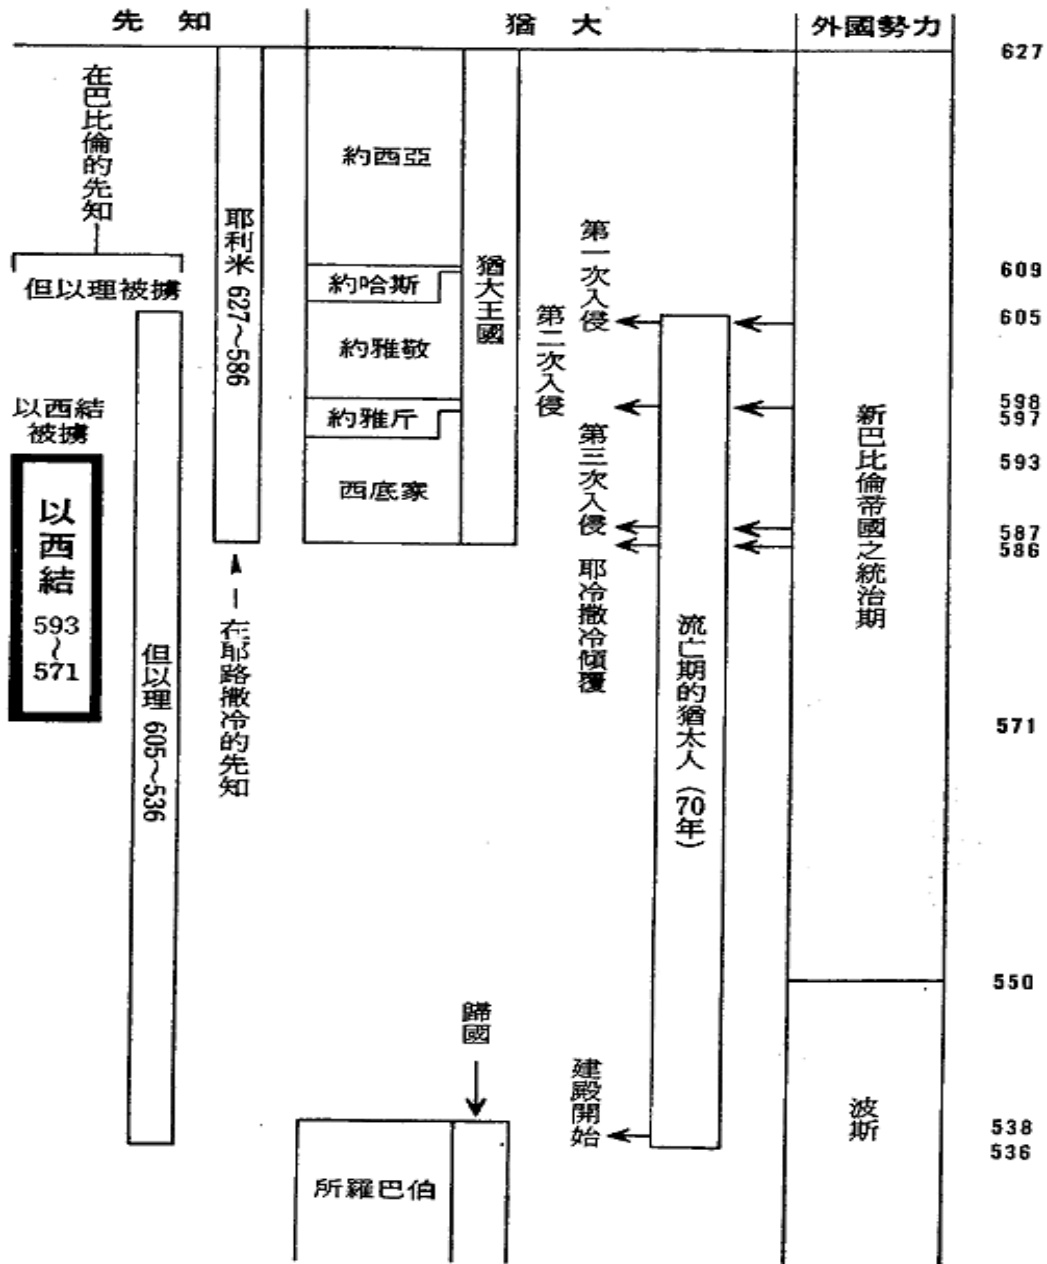 先知
猶大
外國勢力
627
在巴比倫的先知
但以理被擄
以西結
被擄
以西結
593
~
571
但以理 605~536
耶利米 627~586
在耶路撒冷的先知
約西亞
約哈斯
約雅敬
約雅斤
西底家
猶大王國
第一次入侵
第二次入侵
第三次入侵
耶冷撒冷傾覆
流亡期的猶太人(70年)
新巴比倫帝國之統治期
609
605
598
597
593
587
586
571
550
歸國
建殿開始
所羅巴伯
波斯
538
536